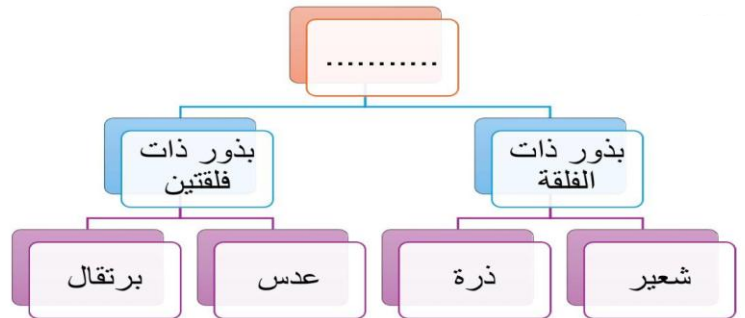 ...........
بذور ذات
الفلقة
بذور ذات
فلقتين
شعير
ذرة
عدس
برتقال